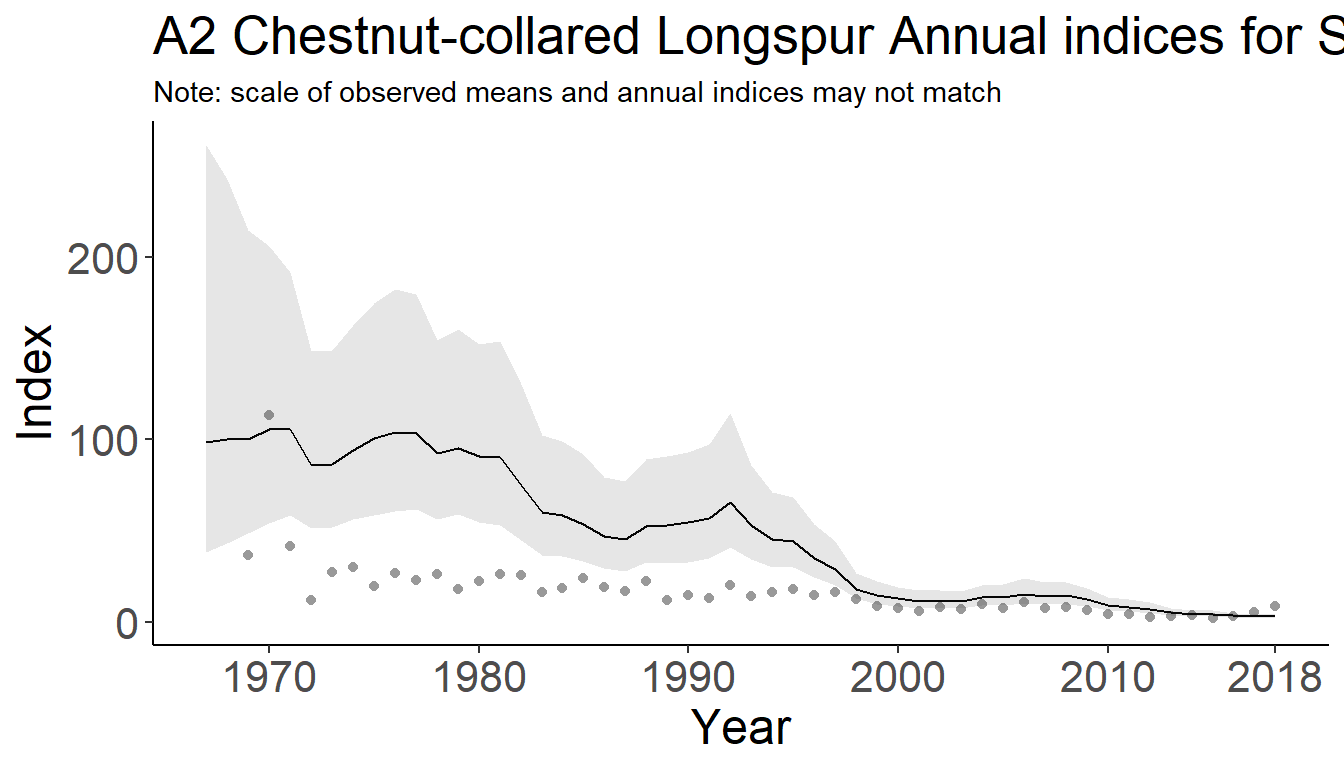 A2 Chestnut-collared Longspur Annual indices for S
Note: scale of observed means and annual indices may not match
Index
200
100
0
1970 1980 1990 2000 2010 2018
Year